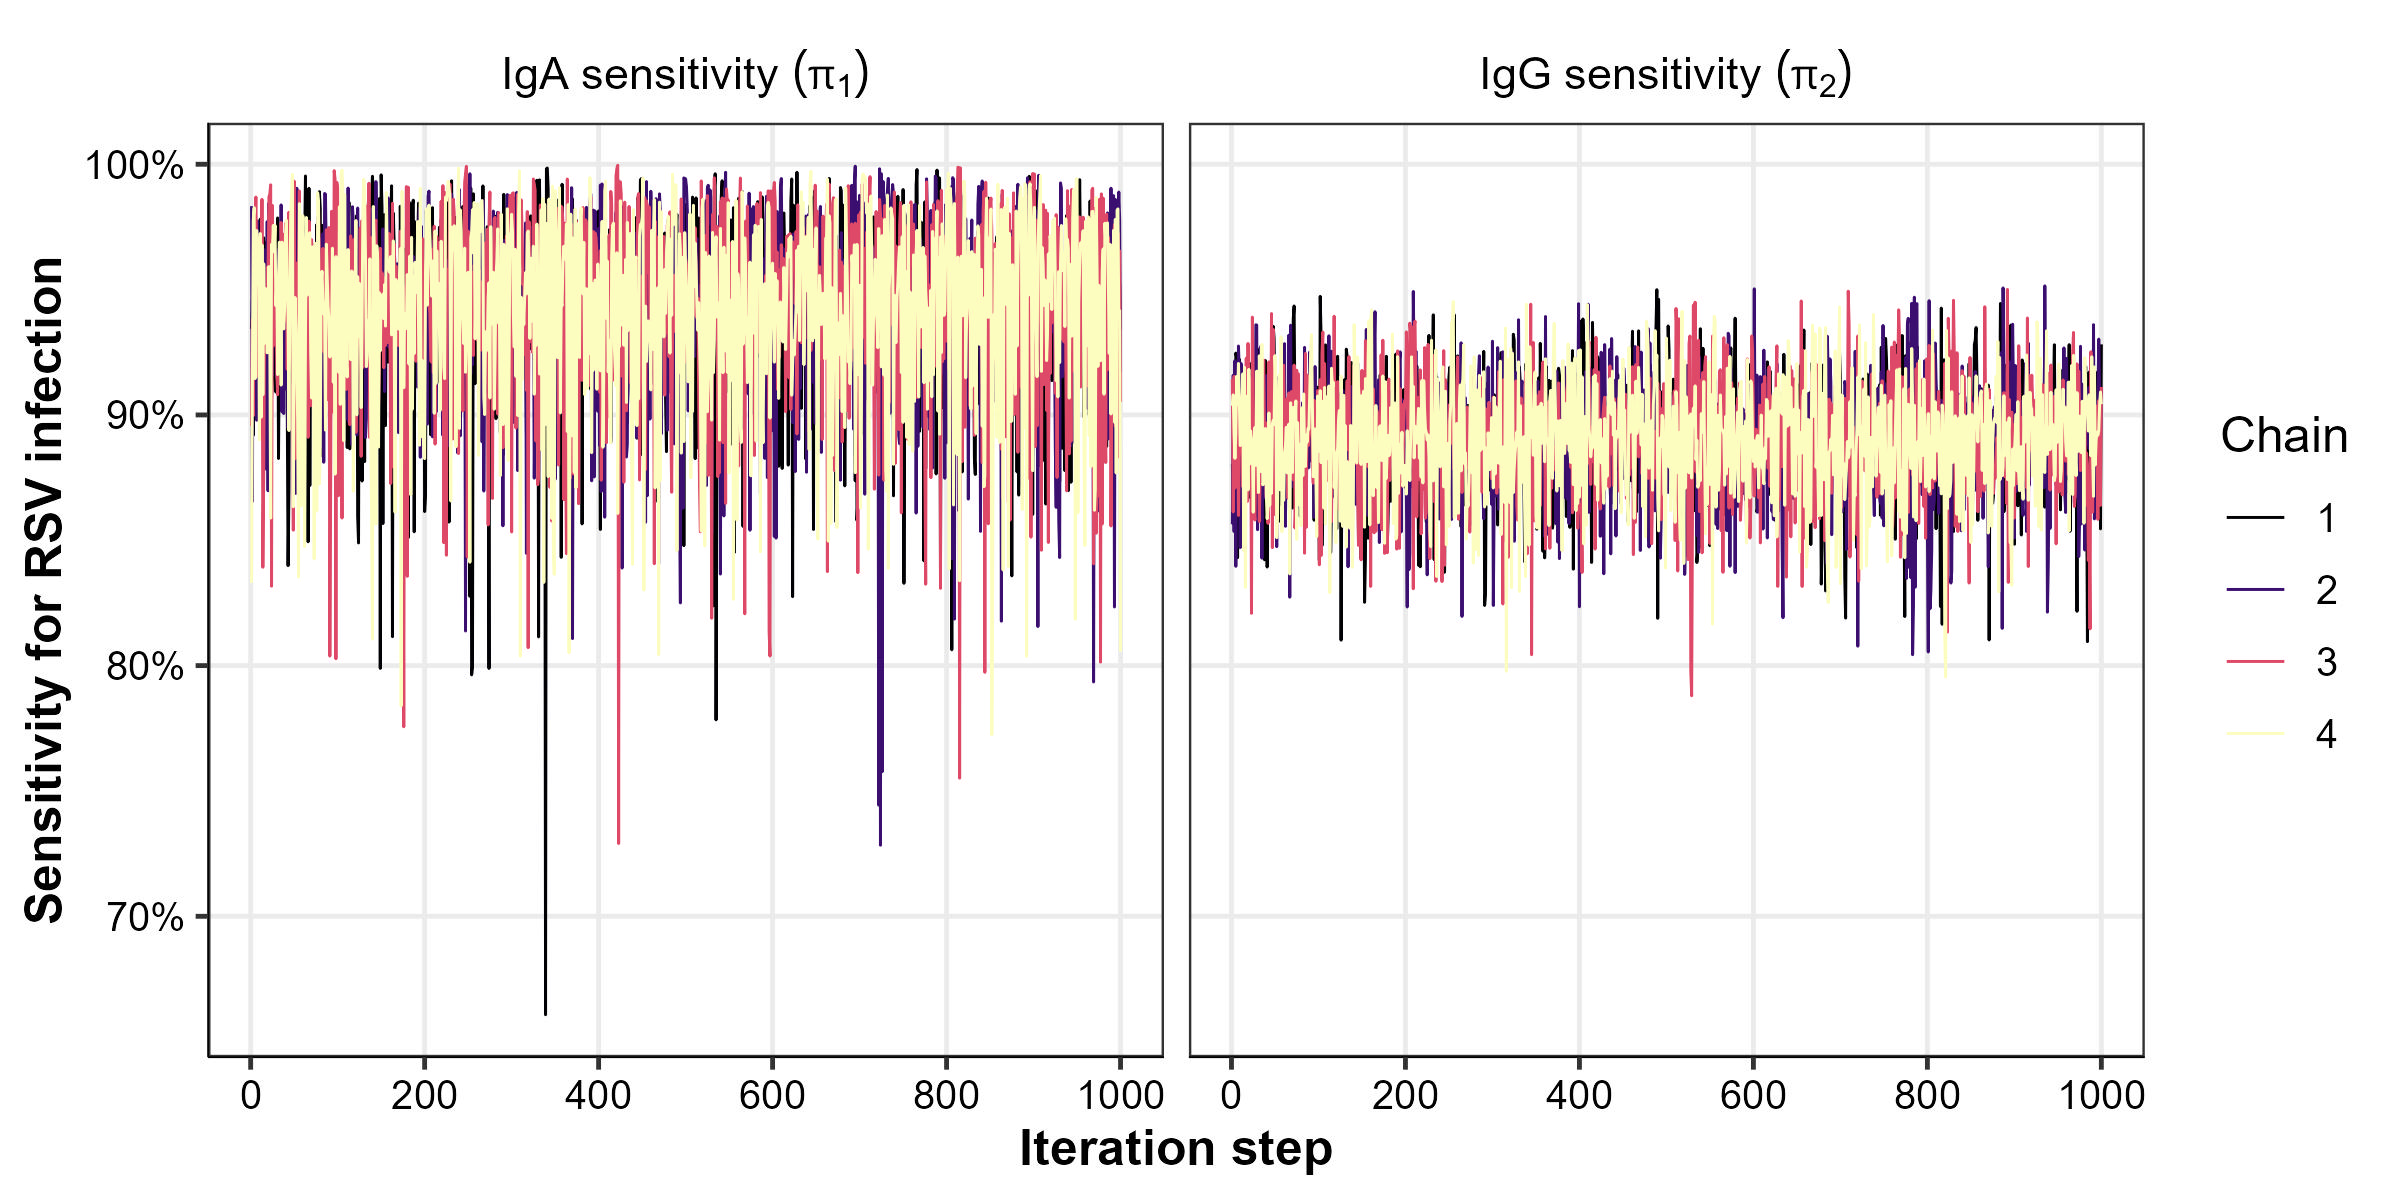 IgA sensitivity (π₁)
IgG sensitivity (π₂)
Sensitivity for RSV infection
100%
90%
80%
70%
0 200 400 600 800 1000
0 200 400 600 800 1000
Iteration step
Chain
1
2
3
4